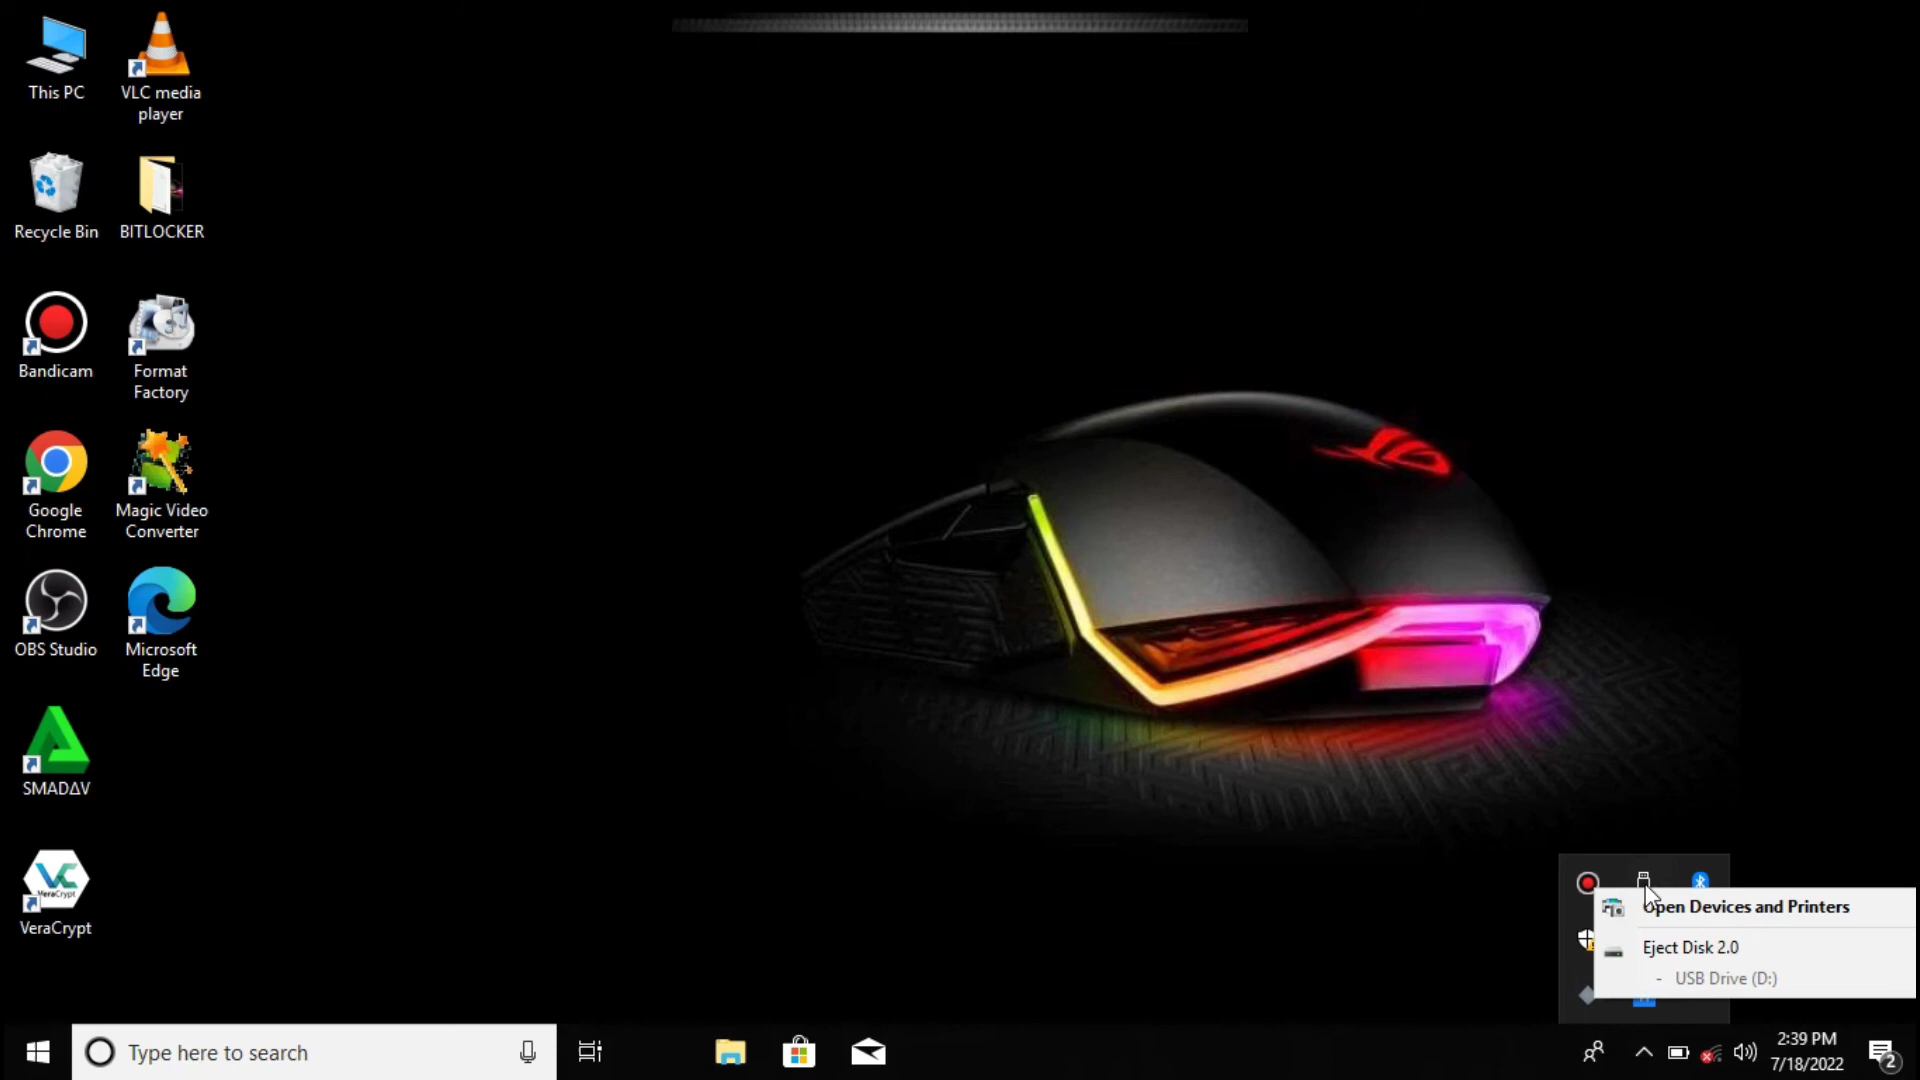 This PC
VLC media
player
Recycle Bin
BITLOCKER
Bandicam
Format
Factory
Google
Chrome
Magic Video
Converter
OBS Studio
Microsoft
Edge
SMADΔV
VeraCrypt
VeraCrypt
Open Devices and Printers
Eject Disk 2.0
- USB Drive (D:)
Type here to search
2:39 PM
7/18/2022
2